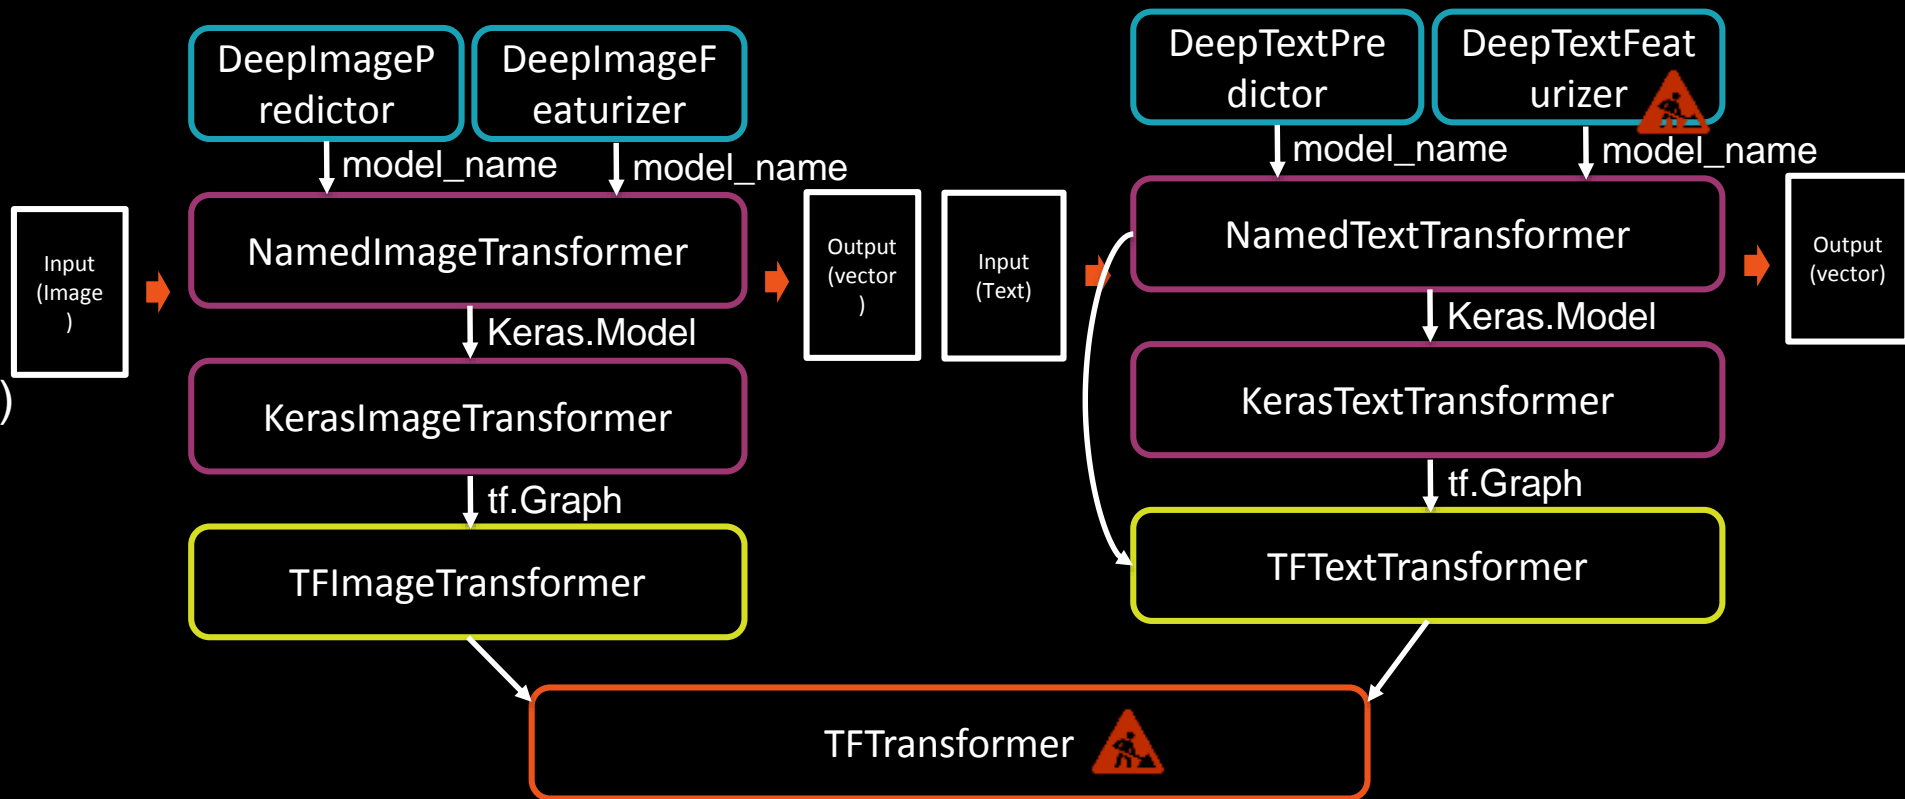 DeepImageP
redictor
DeepImageF
eaturizer
model_name
model_name
Input
(Image
)
NamedImageTransformer
Output
(vector
)
Keras.Model
)
KerasImageTransformer
tf.Graph
TFImageTransformer
DeepTextPre
dictor
DeepTextFeat
urizer
model_name
model_name
Input
(Text)
NamedTextTransformer
Output
(vector)
Keras.Model
KerasTextTransformer
tf.Graph
TFTextTransformer
TFTransformer